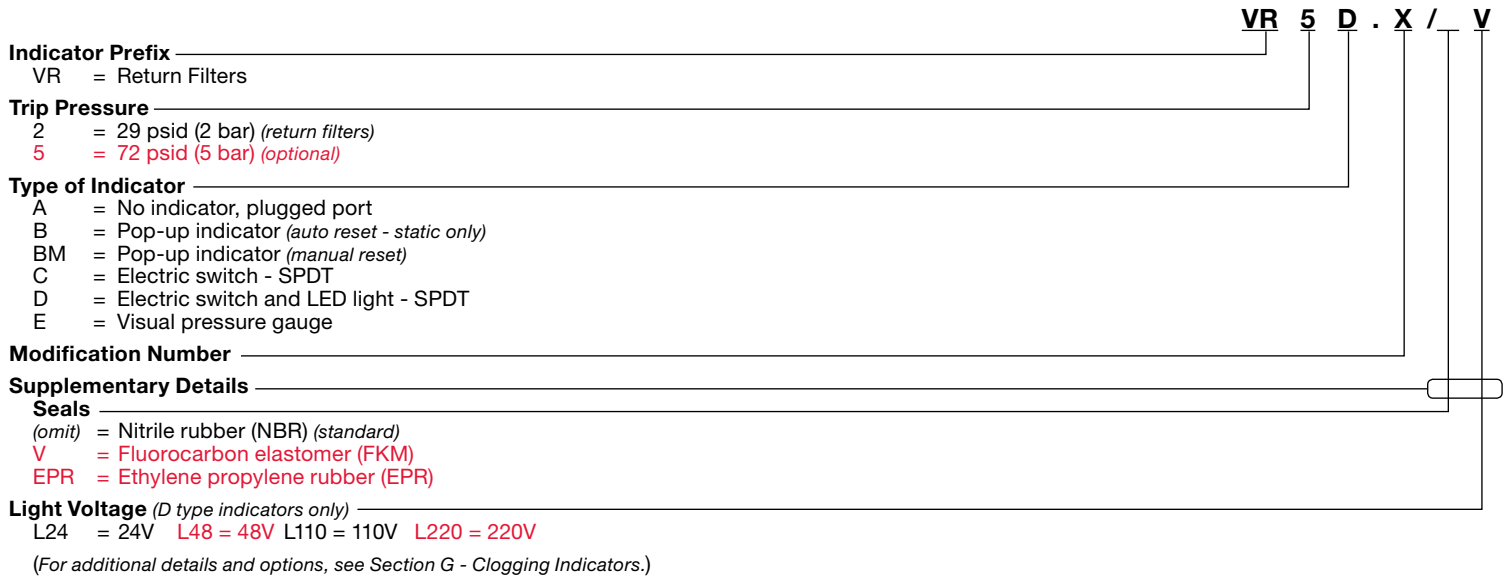 VR 5 D . X /_ V
Indicator Prefix
VR = Return Filters
Trip Pressure
2 = 29 psid (2 bar) (return filters)
5 = 72 psid (5 bar) (optional)
Type of Indicator
A = No indicator, plugged port
B = Pop-up indicator (auto reset - static only)
BM = Pop-up indicator (manual reset)
C = Electric switch - SPDT
D = Electric switch and LED light - SPDT
E = Visual pressure gauge
Modification Number
Supplementary Details
Seals
(omit) = Nitrile rubber (NBR) (standard)
V = Fluorocarbon elastomer (FKM)
EPR = Ethylene propylene rubber (EPR)
Light Voltage (D type indicators only)
L24 = 24V L48 = 48V L110 = 110V L220 = 220V
(For additional details and options, see Section G - Clogging Indicators.)